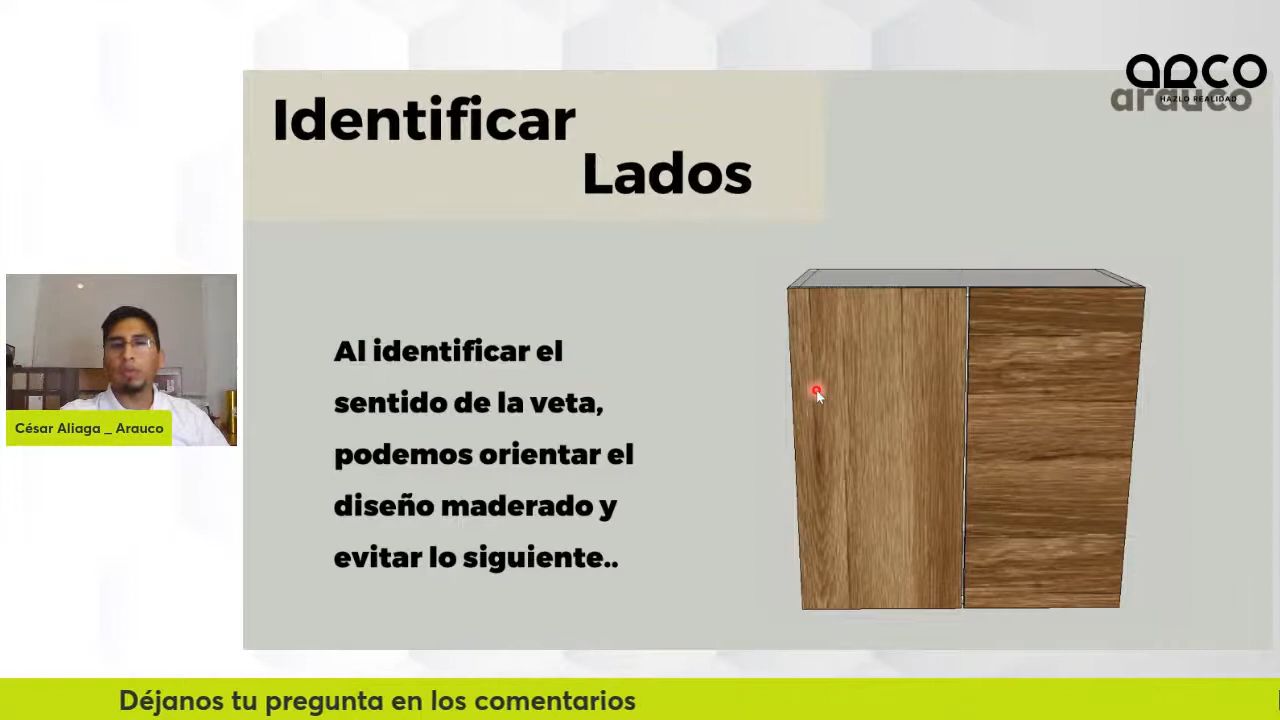 ARCO
HAZLO REALIDAD
arauco
Identificar
Lados
Al identificar el
sentido de la veta,
podemos orientar el
diseño maderado y
evitar lo siguiente..
César Aliaga _ Arauco
Déjanos tu pregunta en los comentarios